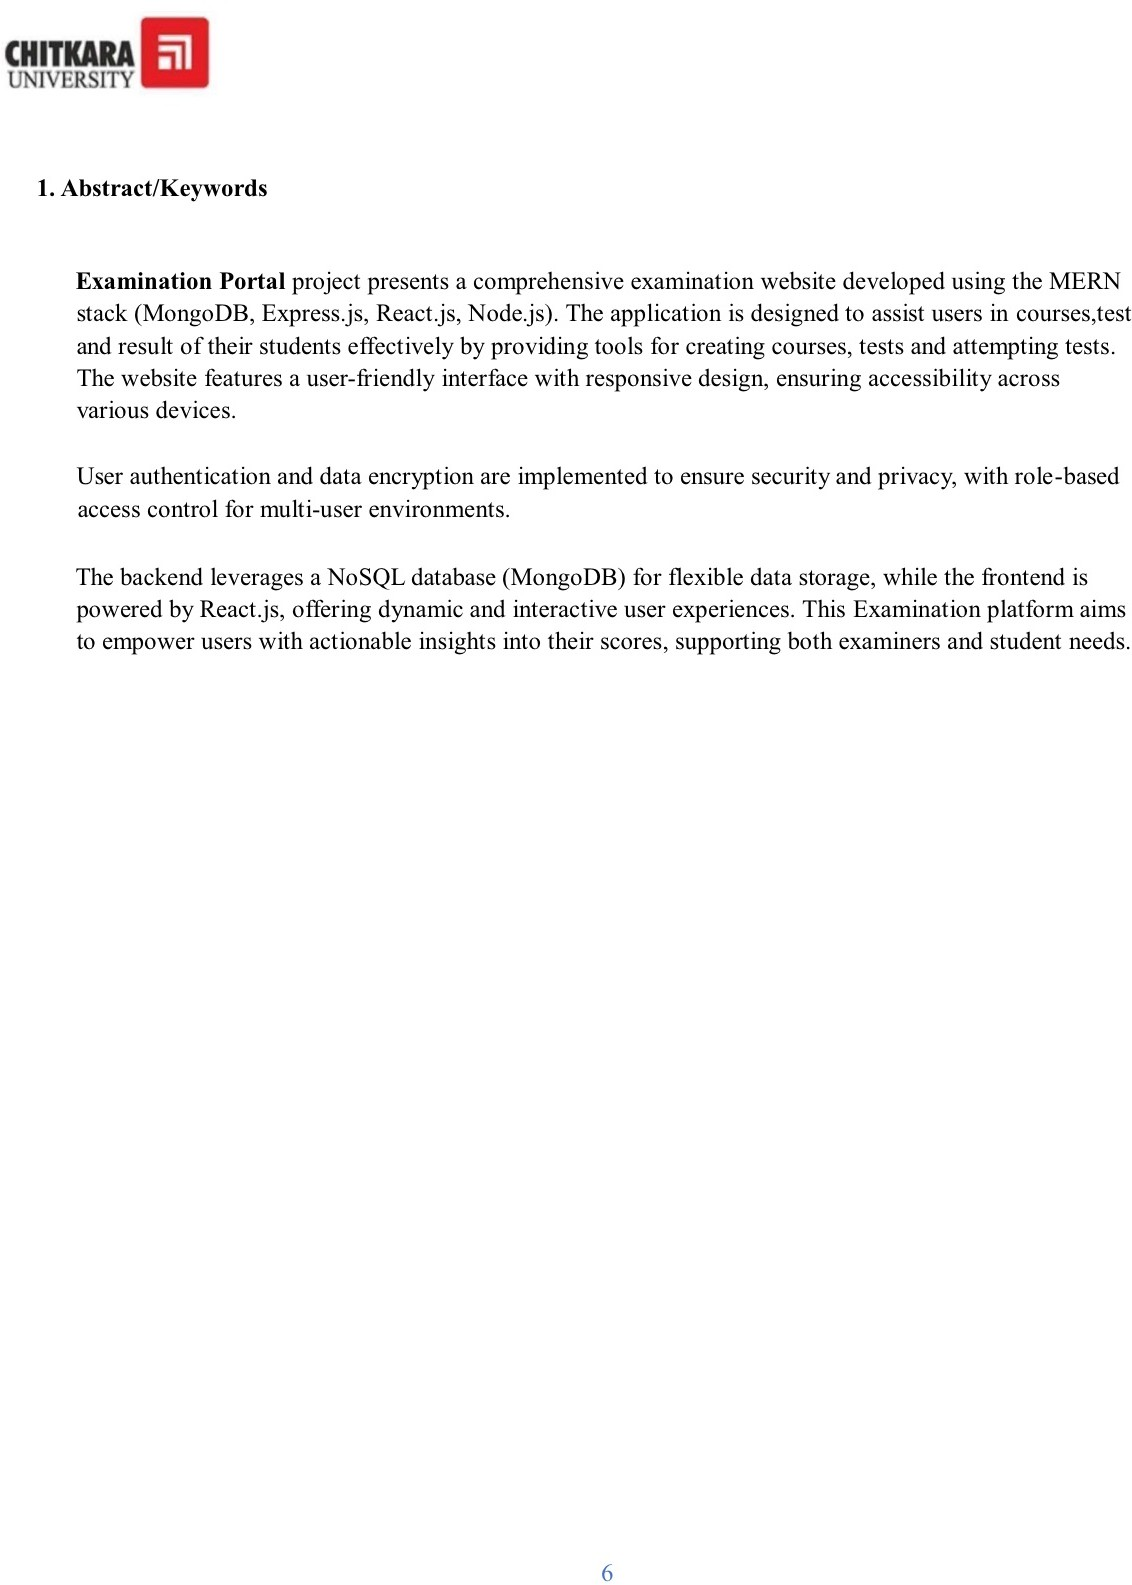 CHITKARA
UNIVERSITY
1. Abstract/Keywords
Examination Portal project presents a comprehensive examination website developed using the MERN
stack (MongoDB, Express.js, React.js, Node.js). The application is designed to assist users in courses,test
and result of their students effectively by providing tools for creating courses, tests and attempting tests.
The website features a user-friendly interface with responsive design, ensuring accessibility across
various devices.
User authentication and data encryption are implemented to ensure security and privacy, with role-based
access control for multi-user environments.
The backend leverages a NoSQL database (MongoDB) for flexible data storage, while the frontend is
powered by React.js, offering dynamic and interactive user experiences. This Examination platform aims
to empower users with actionable insights into their scores, supporting both examiners and student needs.
6